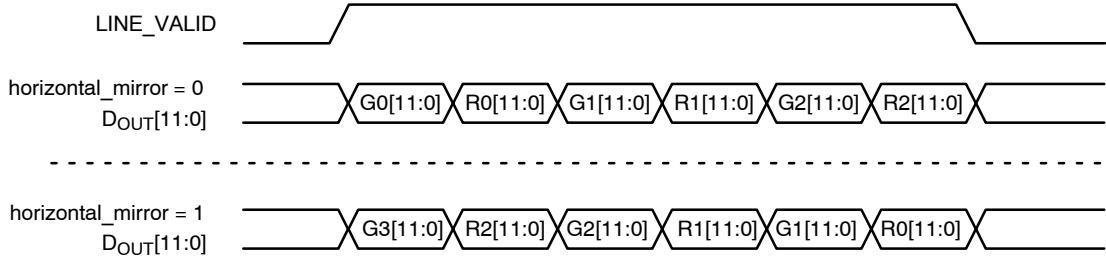 LINE_VALID
horizontal_mirror = 0
DOUT[11:0]
G0[11:0] R0[11:0] G1[11:0] R1[11:0] G2[11:0] R2[11:0]
horizontal_mirror = 1
DOUT[11:0]
G3[11:0] R2[11:0] G2[11:0] R1[11:0] G1[11:0] R0[11:0]